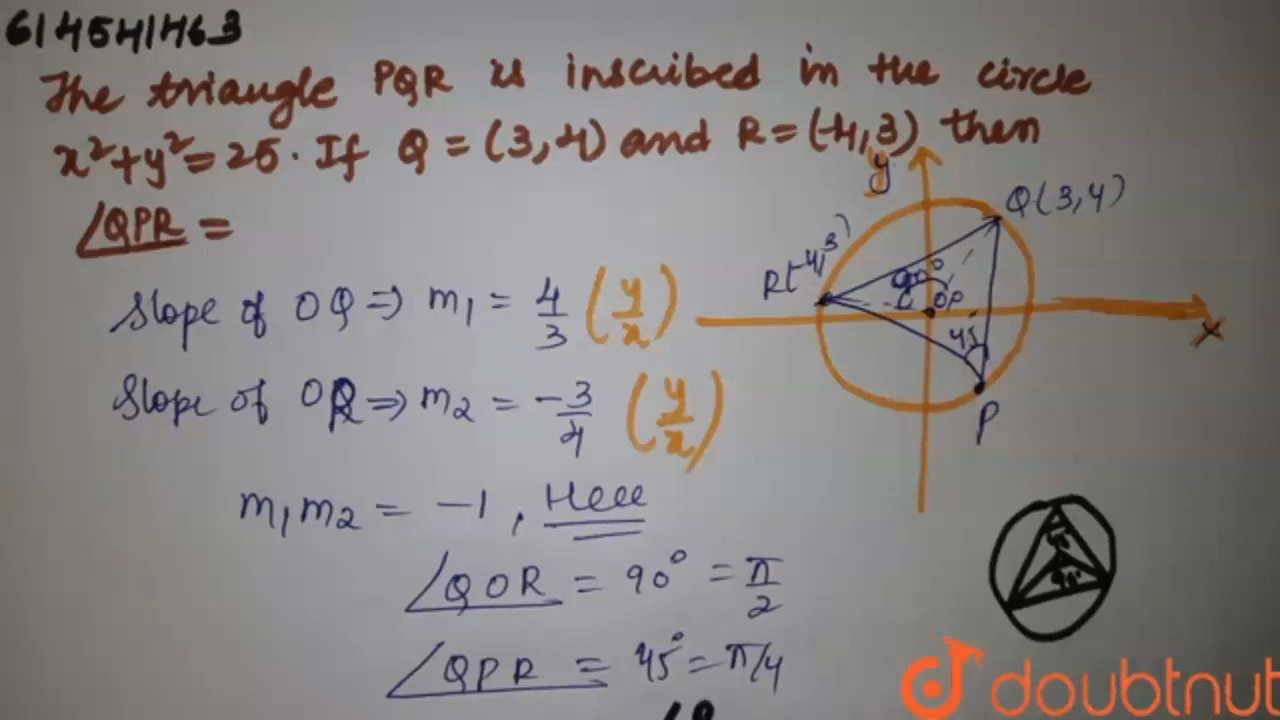 614541463
The triangle PQR is inscribed in the circle
x²+y²=25. If Q = (3,4) and R=(-4,3) then
∠QPR =
y
Q(3,4)
R(-4,3)
90°
Slope of OQ ⇒ m₁ = 4/3 (y/x)
x
45
P
Slope of OR ⇒ m₂ = -3/4 (y/x)
m₁m₂ = -1, Hence
∠QOR = 90° = π/2
90°
∠QPR = 45° = π/4
doubtnut